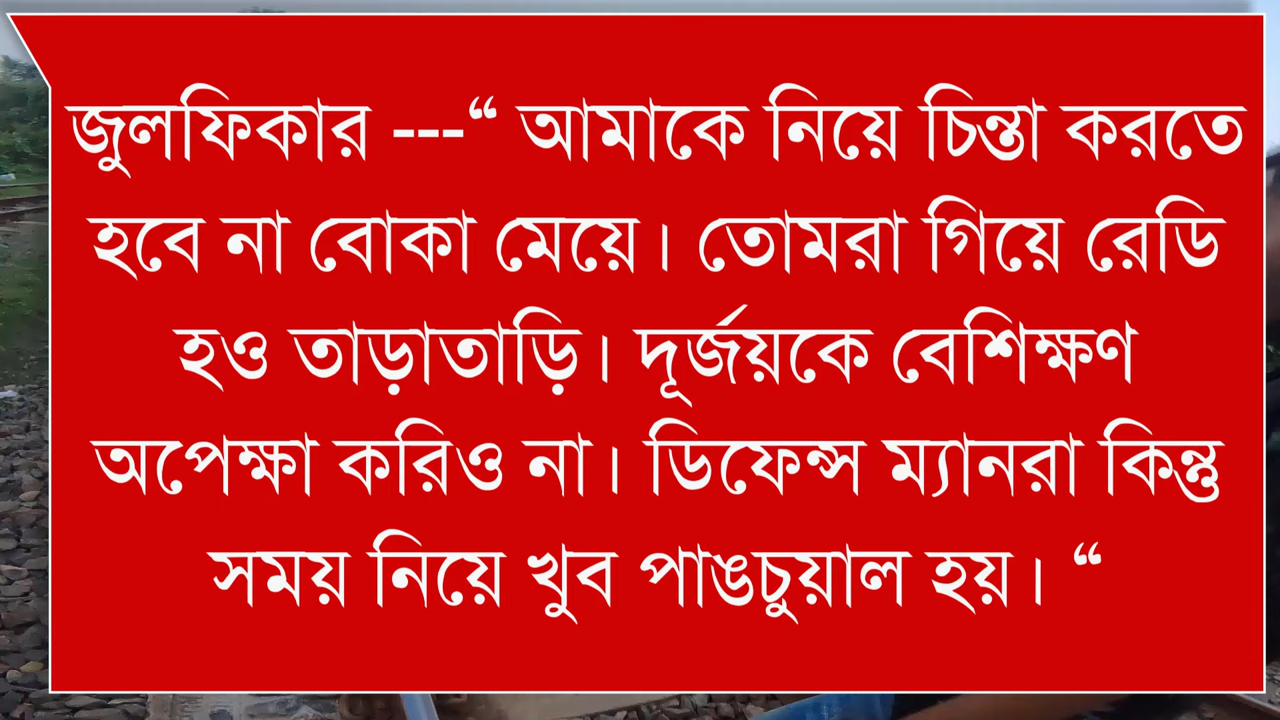 জুলফিকার ---“ আমাকে নিয়ে চিন্তা করতে
হবে না বোকা মেয়ে। তোমরা গিয়ে রেডি
হও তাড়াতাড়ি। দূর্জয়কে বেশিক্ষণ
অপেক্ষা করিও না। ডিফেন্স ম্যানরা কিন্তু
সময় নিয়ে খুব পাঙচুয়াল হয়। “